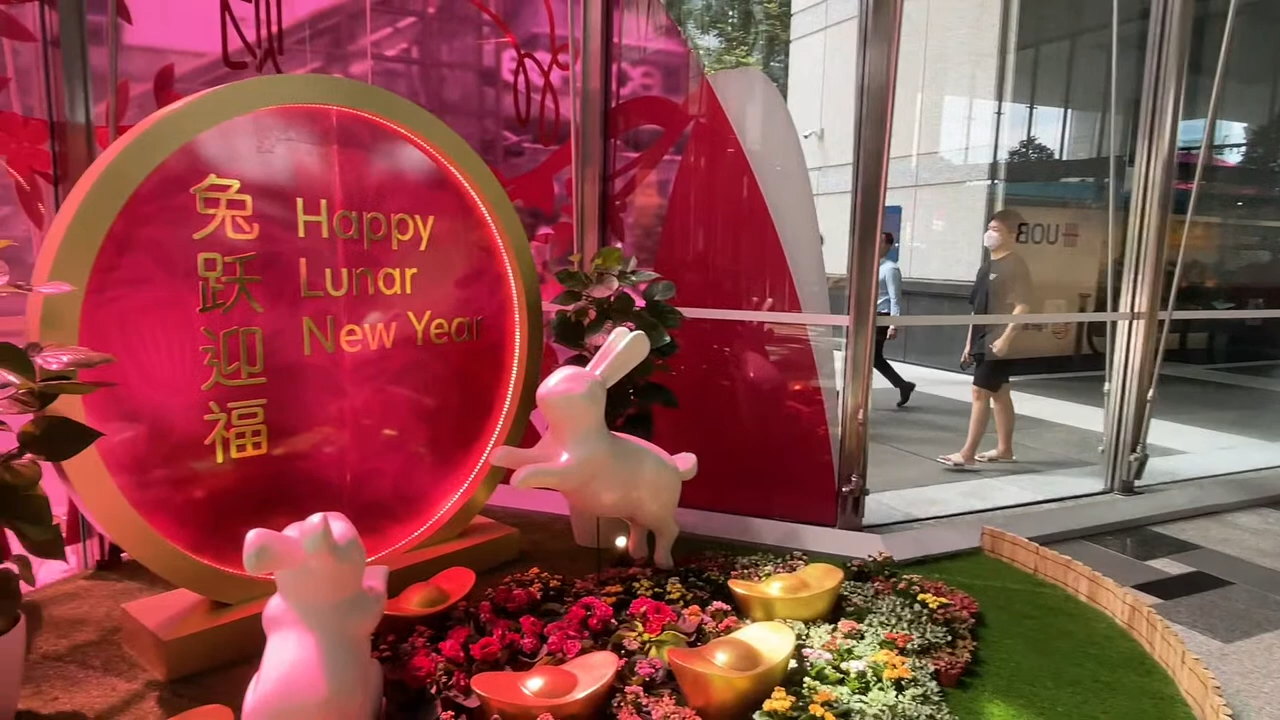 兔跃迎福
Happy
Lunar
New Year
UOB